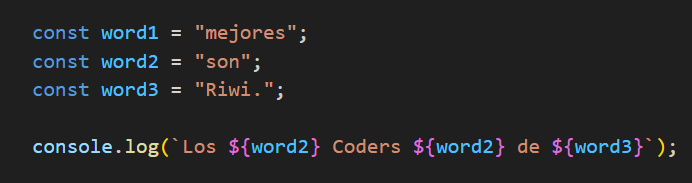 const word1 = "mejores";
const word2 = "son";
const word3 = "Riwi.";
console.log(`Los ${word2} Coders ${word2} de ${word3}`);